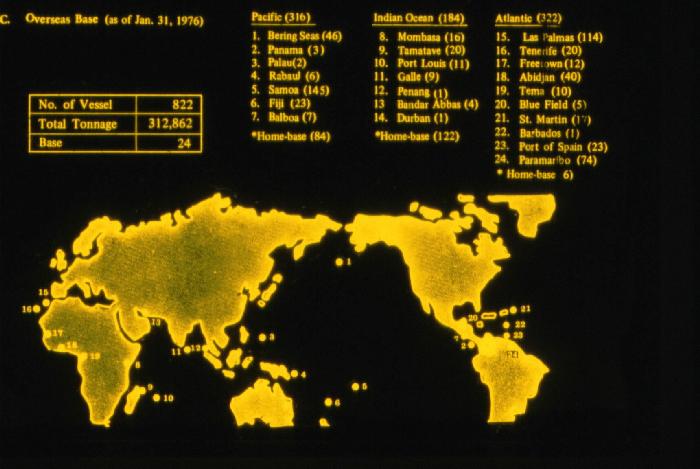 C. Overseas Base (as of Jan. 31, 1976)
No. of Vessel 822
Total Tonnage 312,862
Base 24
Pacific (316)
1. Bering Seas (46)
2. Panama (3)
3. Palau(2)
4. Rabaul (6)
5. Samoa (145)
6. Fiji (23)
7. Balboa (7)
*Home-base (84)
Indian Ocean (184)
8. Mombasa (16)
9. Tamatave (20)
10. Port Louis (11)
11. Galle (9)
12. Penang (1)
13 Bandar Abbas (4)
14. Durban (1)
*Home-base (122)
Atlantic (322)
15. Las Palmas (114)
16. Tenerife (20)
17. Freetown (12)
18. Abidjan (40)
19. Tema (10)
20. Blue Field (5)
21. St. Martin (17)
22. Barbados (1)
23. Port of Spain (23)
24. Paramaribo (74)
* Home-base 6)
1
15
16
17
18
19
13
11
12
3
8
9
10
4
5
6
20
21
22
23
7
2